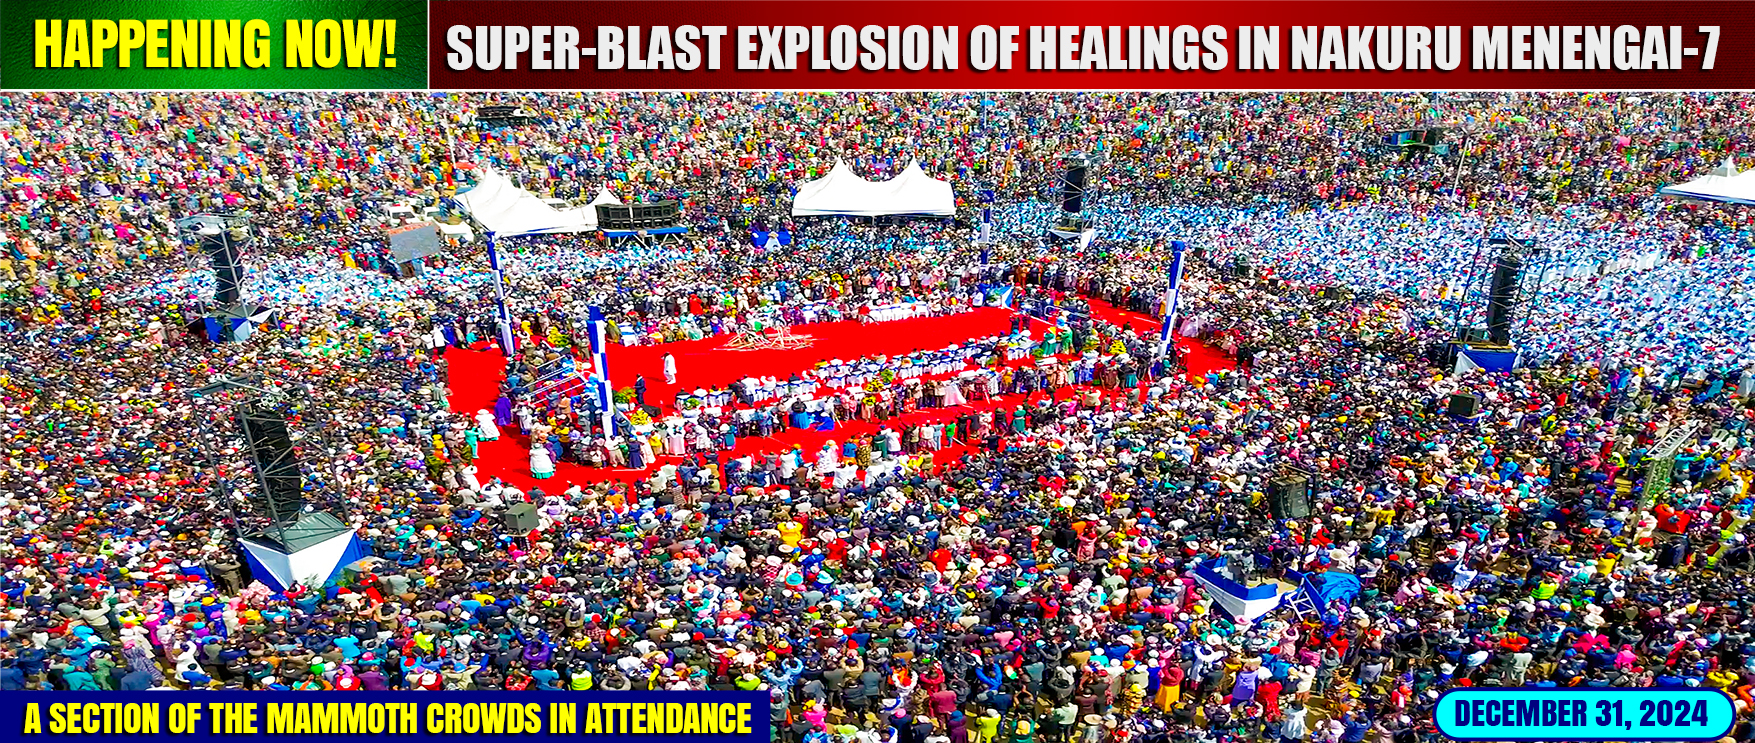 HAPPENING NOW!
SUPER-BLAST EXPLOSION OF HEALINGS IN NAKURU MENENGAI-7
A SECTION OF THE MAMMOTH CROWDS IN ATTENDANCE
DECEMBER 31, 2024